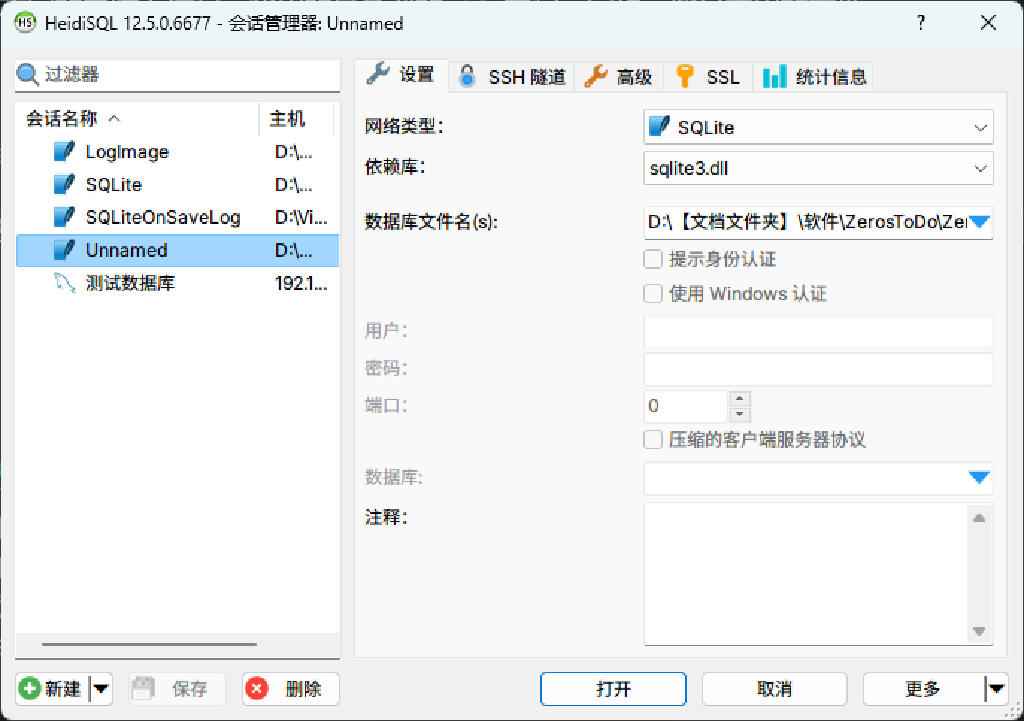 HeidiSQL 12.5.0.6677 - 会话管理器: Unnamed
过滤器
会话名称 主机
LogImage D:\...
SQLite D:\...
SQLiteOnSaveLog D:\Vi...
Unnamed D:\...
测试数据库 192.1...
新建 保存 删除
设置 SSH 隧道 高级 SSL 统计信息
网络类型: SQLite
依赖库: sqlite3.dll
数据库文件名(s): D:\【文档文件夹】\软件\ZerosToDo\Zer
提示身份认证
使用 Windows 认证
用户:
密码:
端口: 0
压缩的客户端服务器协议
数据库:
注释:
打开 取消 更多